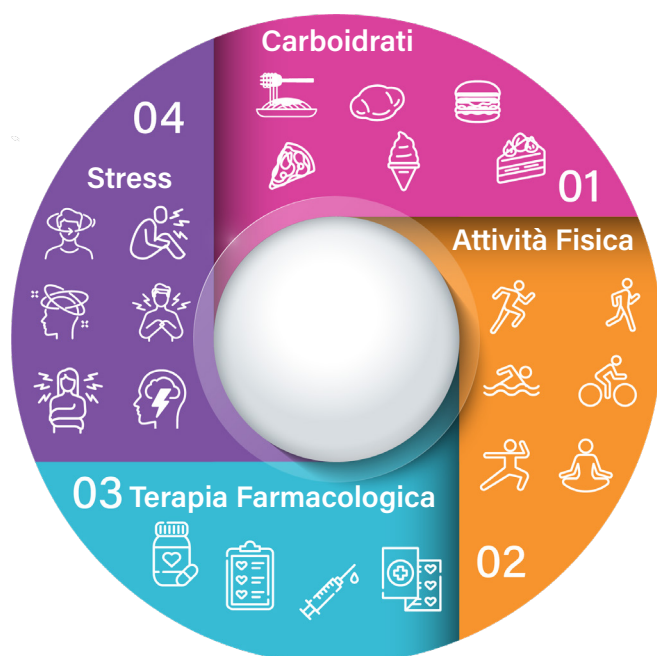 Carboidrati
01
Attività Fisica
02
03 Terapia Farmacologica
04
Stress